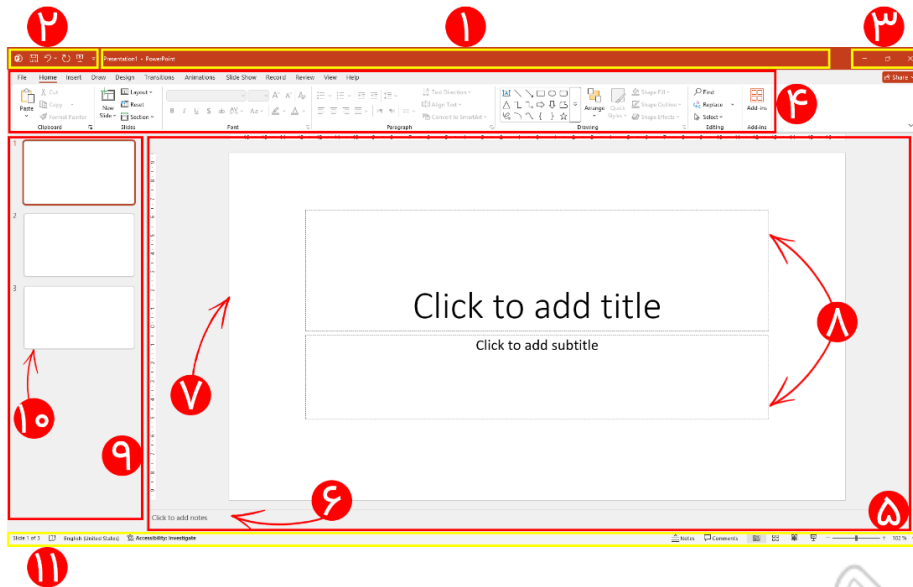 ۲
۱
۳
Presentation1 - PowerPoint
File Home Insert Draw Design Transitions Animations Slide Show Record Review View Help
Share
Paste
Cut
Copy
Format Painter
Clipboard
New Slide
Layout
Reset
Section
Slides
B I U S ab AV Aa A
Font
Text Direction
Align Text
Convert to SmartArt
Paragraph
Arrange
Quick Styles
Shape Fill
Shape Outline
Shape Effects
Drawing
Find
Replace
Select
Editing
Add-ins
Add-ins
۴
1
2
3
Click to add title
Click to add subtitle
۸
۷
۱۰
۹
۶
۵
Click to add notes
Slide 1 of 3 English (United States) Accessibility: Investigate Notes Comments 102%
۱۱